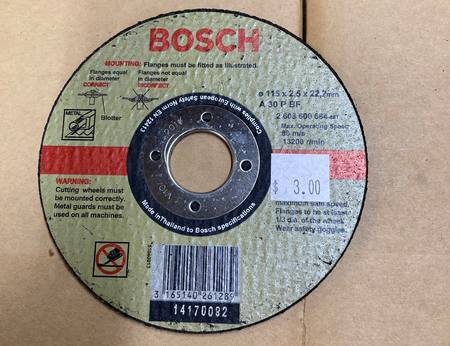 BOSCH
MOUNTING: Flanges must be fitted as illustrated.
Flanges equal
in diameter
CORRECT
Flanges not equal
in diameter
INCORRECT
METAL
Blotter
Complies with European Safety Norm EN 12413
ø 115 x 2,5 x 22,2mm
A 30 P BF
2 608 600 664
Max. Operating Speed
80 m/s
13200 r/min
WARNING:
Cutting wheels must
be mounted correctly.
Metal guards must be
used on all machines.
$ 3.00
maximum safe speed.
Flanges to be at least
1/3 dia. of the wheel.
Wear safety goggles.
Made in Thailand to Bosch specifications
3 165140 261289
14170092